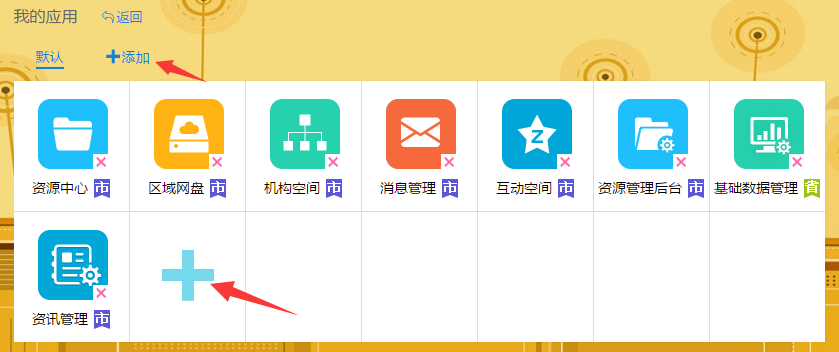 我的应用 返回
默认 添加
资源中心 市 区域网盘 市 机构空间 市 消息管理 市 互动空间 市 资源管理后台 市 基础数据管理 省
资讯管理 市